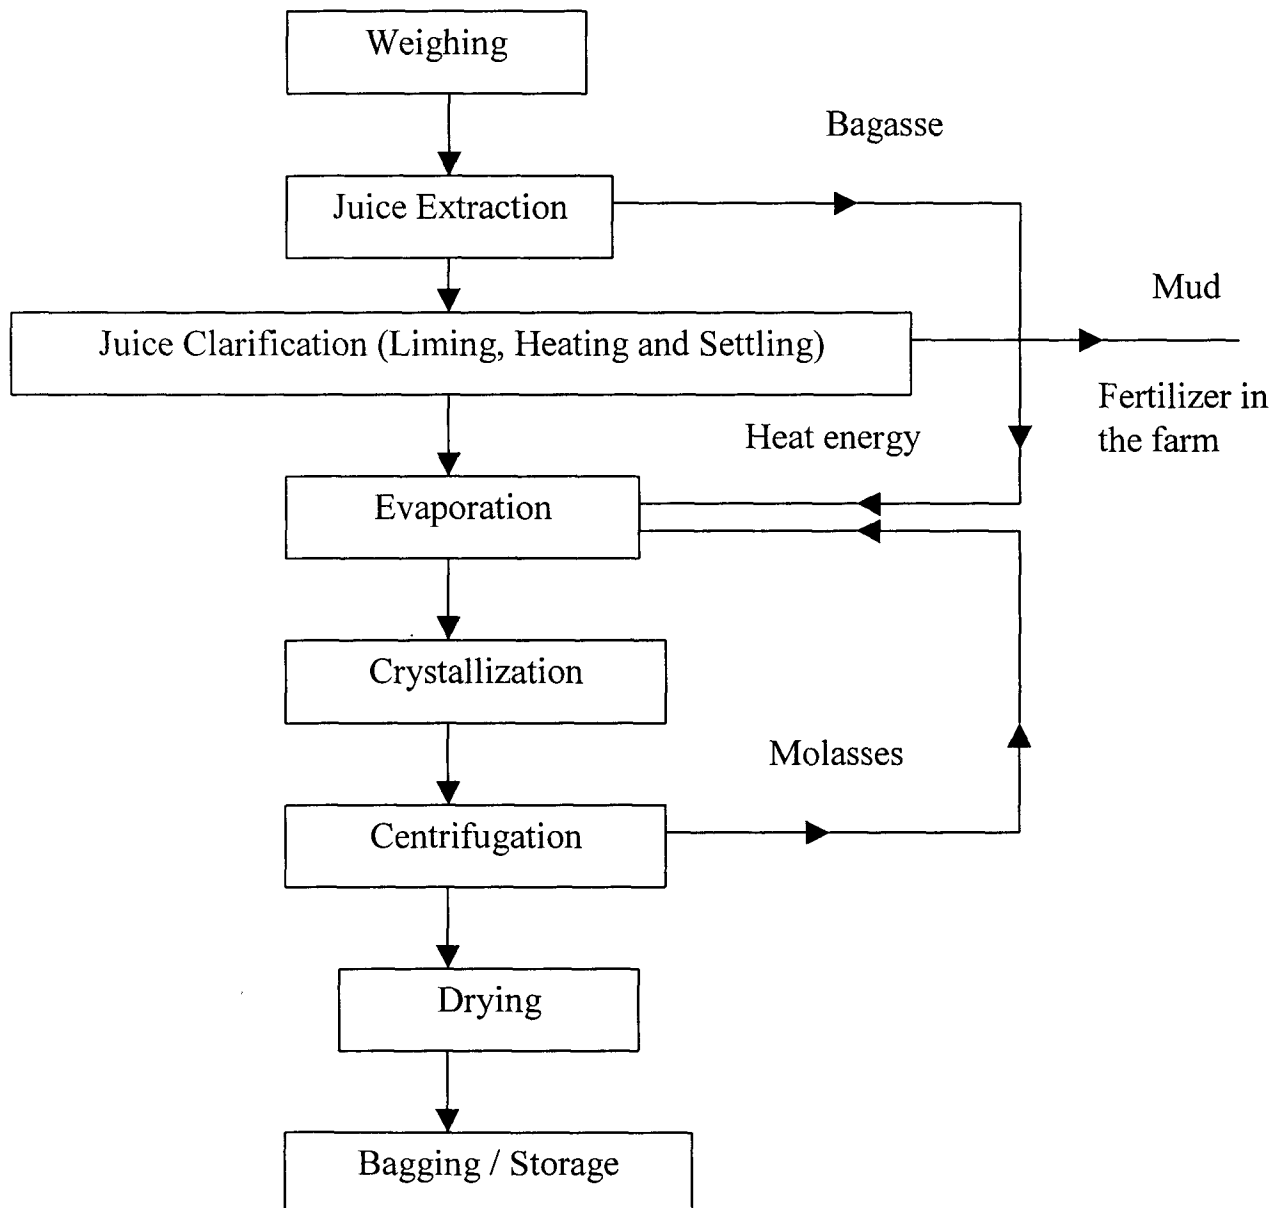 Weighing
Bagasse
Juice Extraction
Mud
Juice Clarification (Liming, Heating and Settling)
Fertilizer in
the farm
Heat energy
Evaporation
Crystallization
Molasses
Centrifugation
Drying
Bagging / Storage